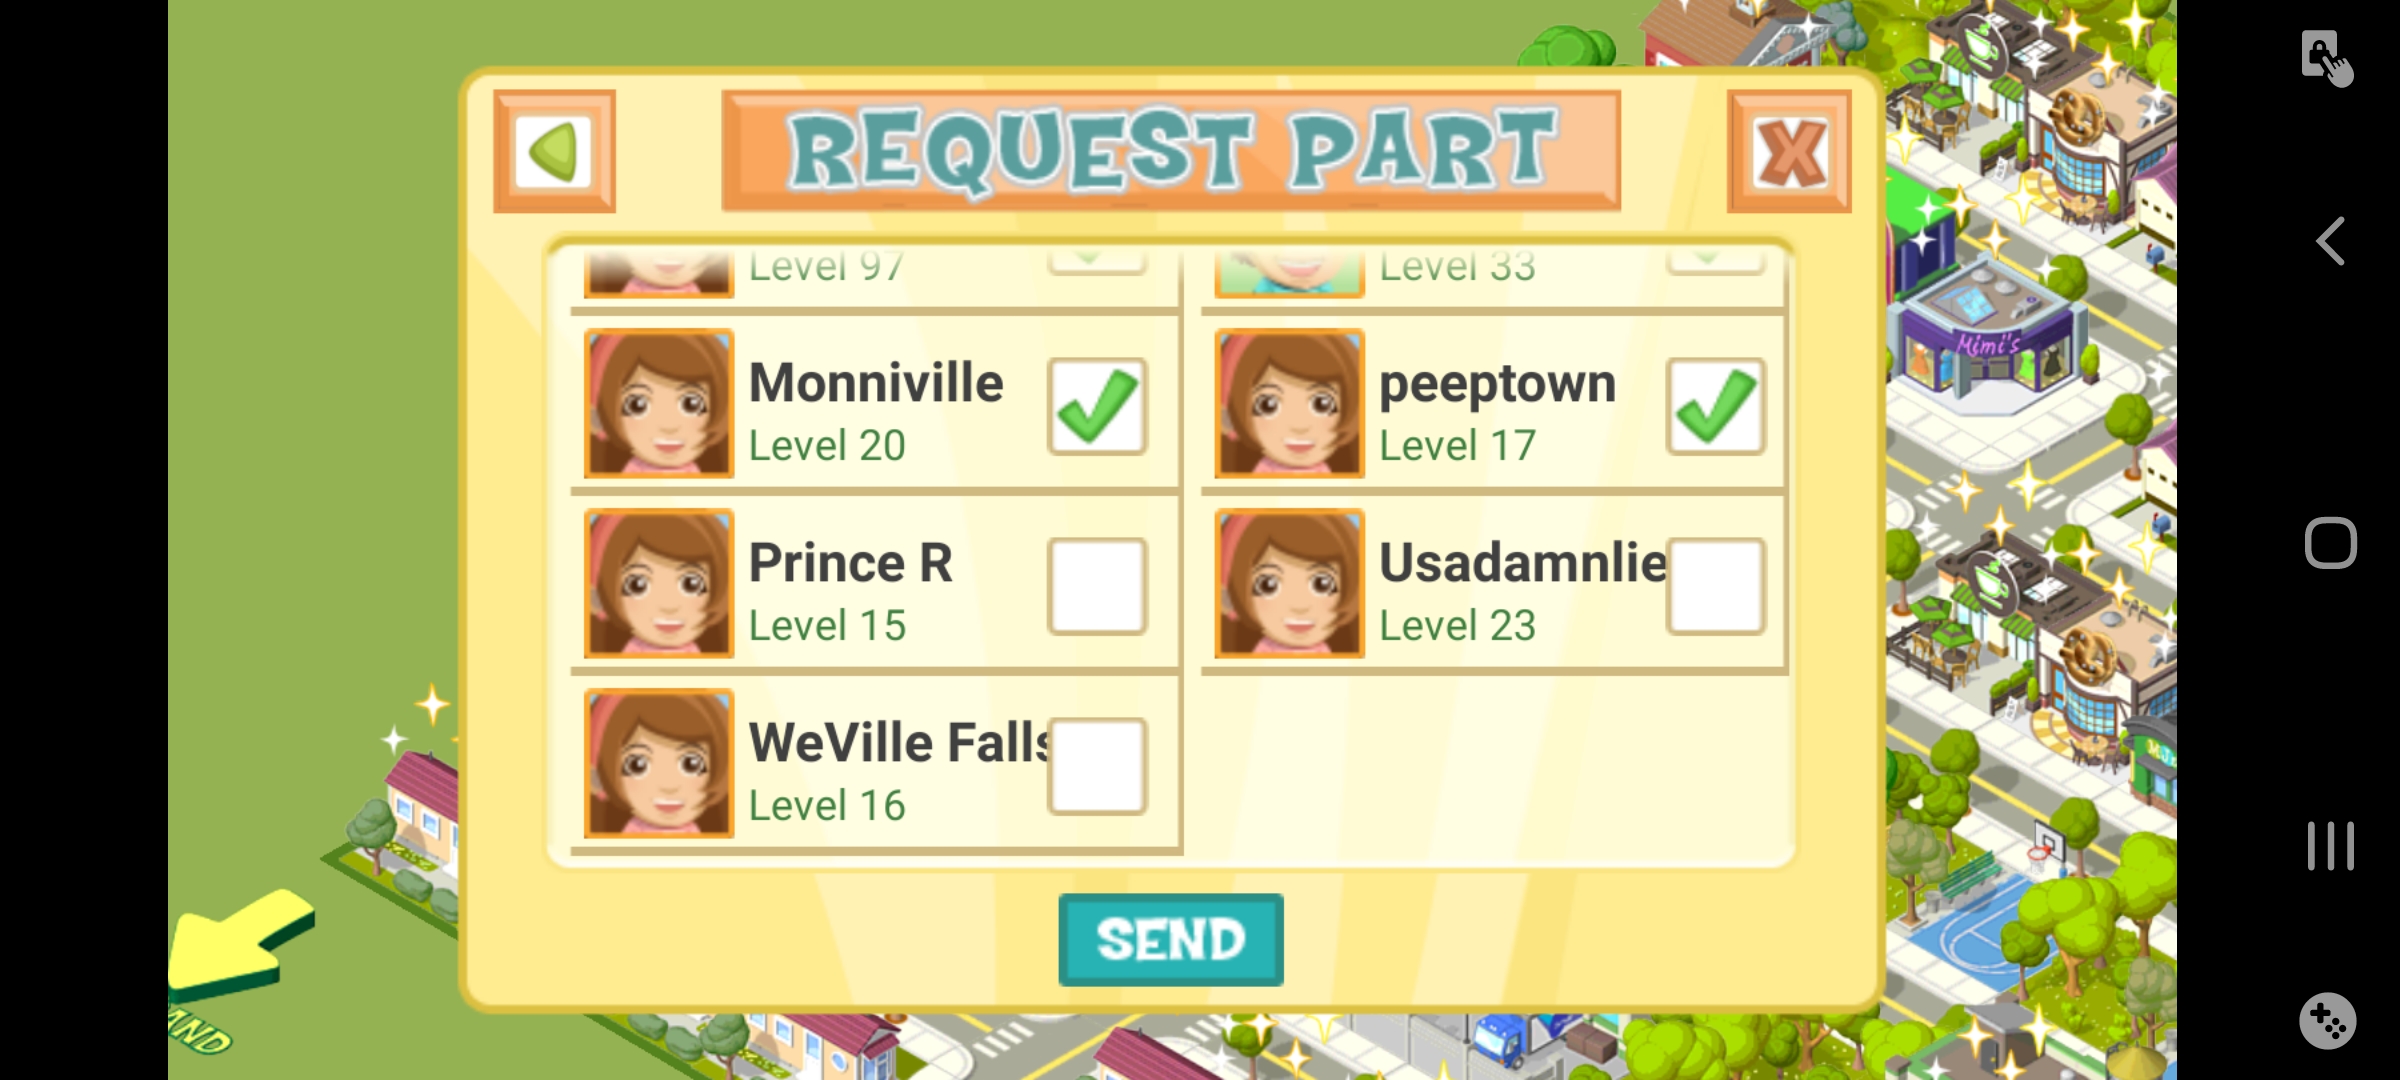 REQUEST PART
Level 97
Level 33
Monniville
Level 20
peeptown
Level 17
Prince R
Level 15
Usadamnlie
Level 23
WeVille Falls
Level 16
SEND
Mimi's
AND